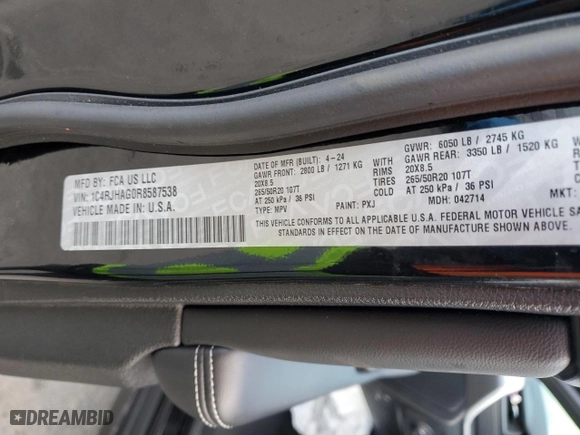 MFD BY: FCA US LLC
VIN: 1C4RJHAG0R8587538
VEHICLE MADE IN: U.S.A.
DATE OF MFR (BUILT): 4-24
GAWR FRONT: 2800 LB / 1271 KG
20X8.5
265/50R20 107T
AT 250 kPa / 36 PSI
TYPE: MPV
PAINT: PXJ
WITH
RIMS
TIRES
COLD
GVWR: 6050 LB / 2745 KG
GAWR REAR: 3350 LB / 1520 KG
20X8.5
265/50R20 107T
AT 250 kPa / 36 PSI
MDH: 042714
THIS VEHICLE CONFORMS TO ALL APPLICABLE U.S.A. FEDERAL MOTOR VEHICLE SA
IN EFFECT ON THE DATE OF MANUFACTURE SHOWN ABOVE.
DREAMBID